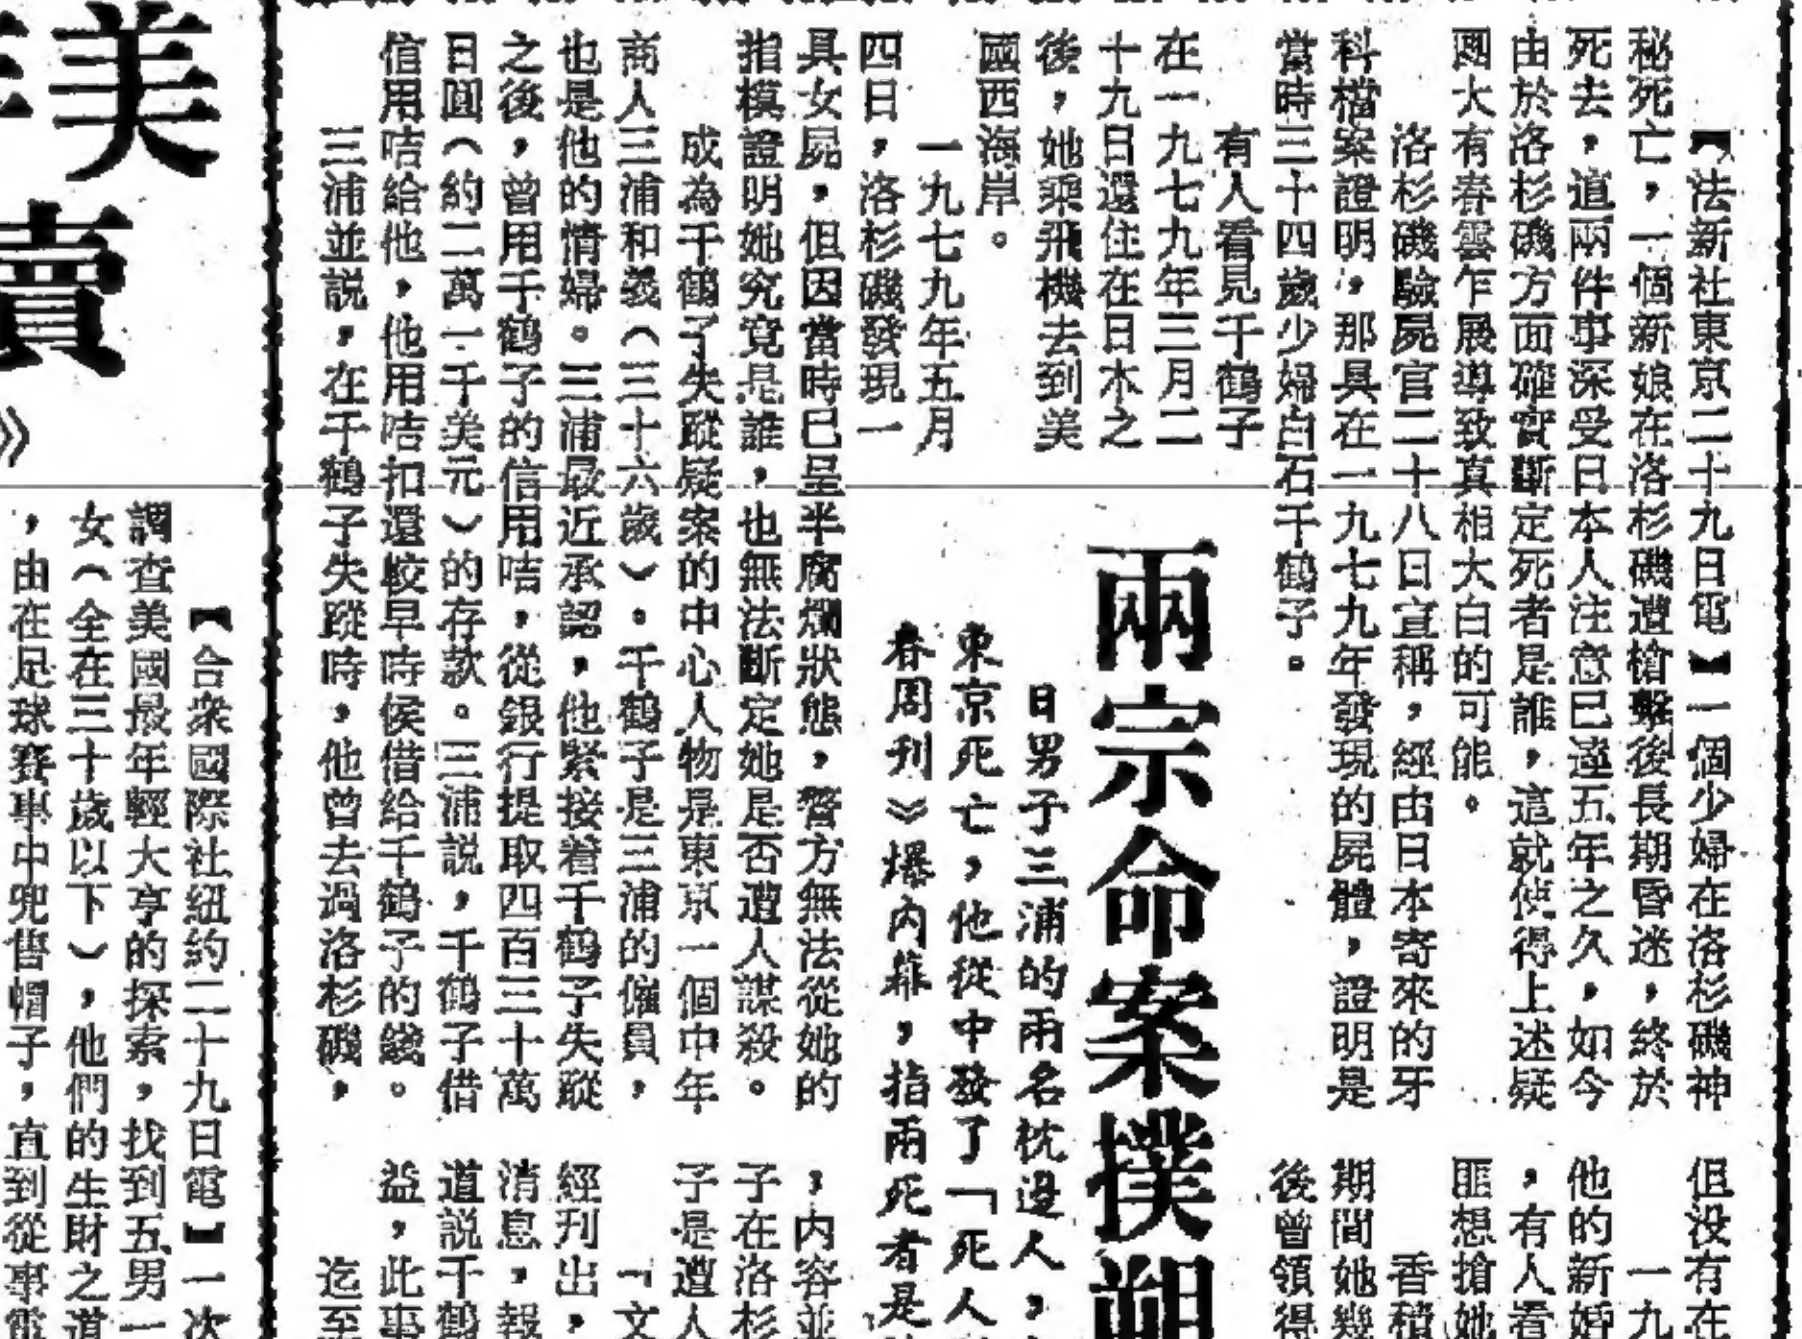 兩宗命案撲朔
日男子三浦的兩名枕邊人，
東京死亡，他從中發了「死人
春周刋》爆內幕，指兩死者是
【法新社東京二十九日電】一個少婦在洛杉磯神
秘死亡，一個新娘在洛杉磯遭槍擊後長期昏迷，終於
死去，這兩件事深受日本人注意已達五年之久，如今
由於洛杉磯方面確實斷定死者是誰，這就使得上述疑
團大有春雲乍展導致真相大白的可能。
洛杉磯驗屍官二十八日宣稱，經由日本寄來的牙
科檔案證明，那具在一九七九年發現的屍體，證明是
當時三十四歲少婦白石千鶴子。
有人看見千鶴子
在一九七九年三月二
十九日還住在日本之
後，她乘飛機去到美
國西海岸。
一九七九年五月
四日，洛杉磯發現一
具女屍，但因當時已呈半腐爛狀態，警方無法從她的
指模證明她究竟是誰，也無法斷定她是否遭人謀殺。
成為千鶴子失蹤疑案的中心人物是東京一個中年
商人三浦和義（三十六歲）。千鶴子是三浦的僱員，
也是他的情婦。三浦最近承認，他緊接着千鶴子失蹤
之後，曾用千鶴子的信用咭，從銀行提取四百三十萬
日圓（約二萬一千美元）的存款。三浦説，千鶴子借
信用咭給他，他用咭扣還較早時候借給千鶴子的錢。
三浦並説，在千鶴子失蹤時，他曾去過洛杉磯，
但没有在
一九
他的新婚
，有人看
匪想搶她
香積
期間她幾
後曾領得
，內容並
子在洛杉
子是遭人
「文
經刋出，
消息，報
道説千鶴
益，此事
迄至
美
賣
》
【合衆國際社紐約二十九日電】一次
調查美國最年輕大亨的探索，找到五男一
女（全在三十歲以下），他們的生財之道
，由在足球賽事中兜售帽子，直到從事電